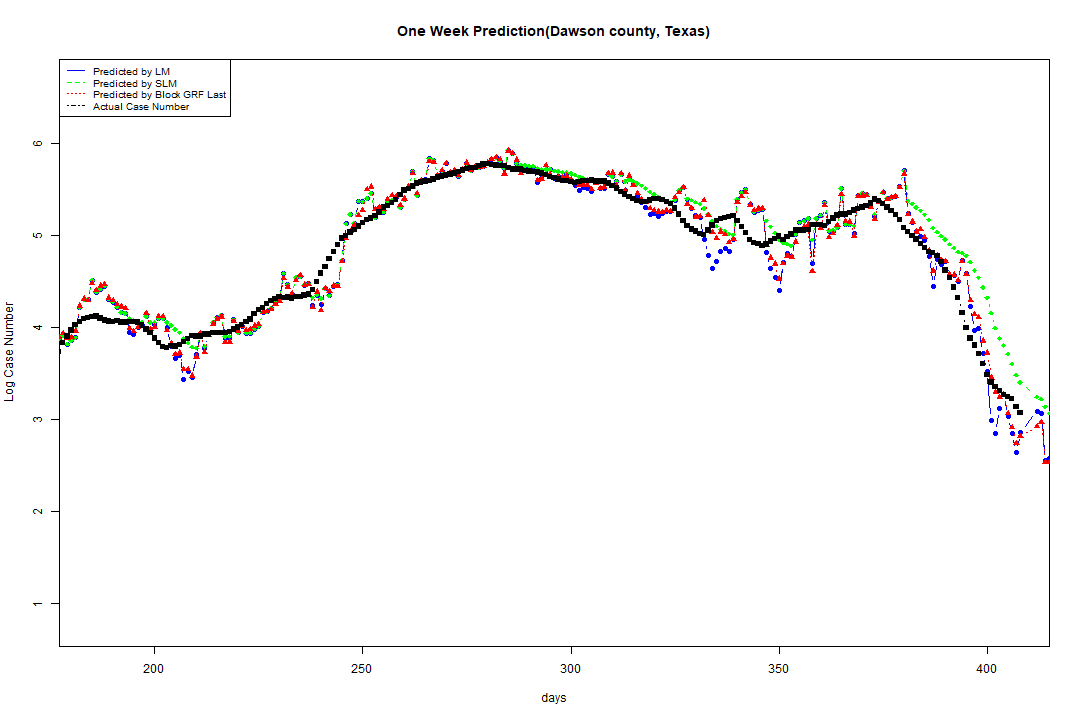 One Week Prediction(Dawson county, Texas)
Predicted by LM
Predicted by SLM
Predicted by Block GRF Last
Actual Case Number
Log Case Number
6
5
4
3
2
1
200 250 300 350 400
days